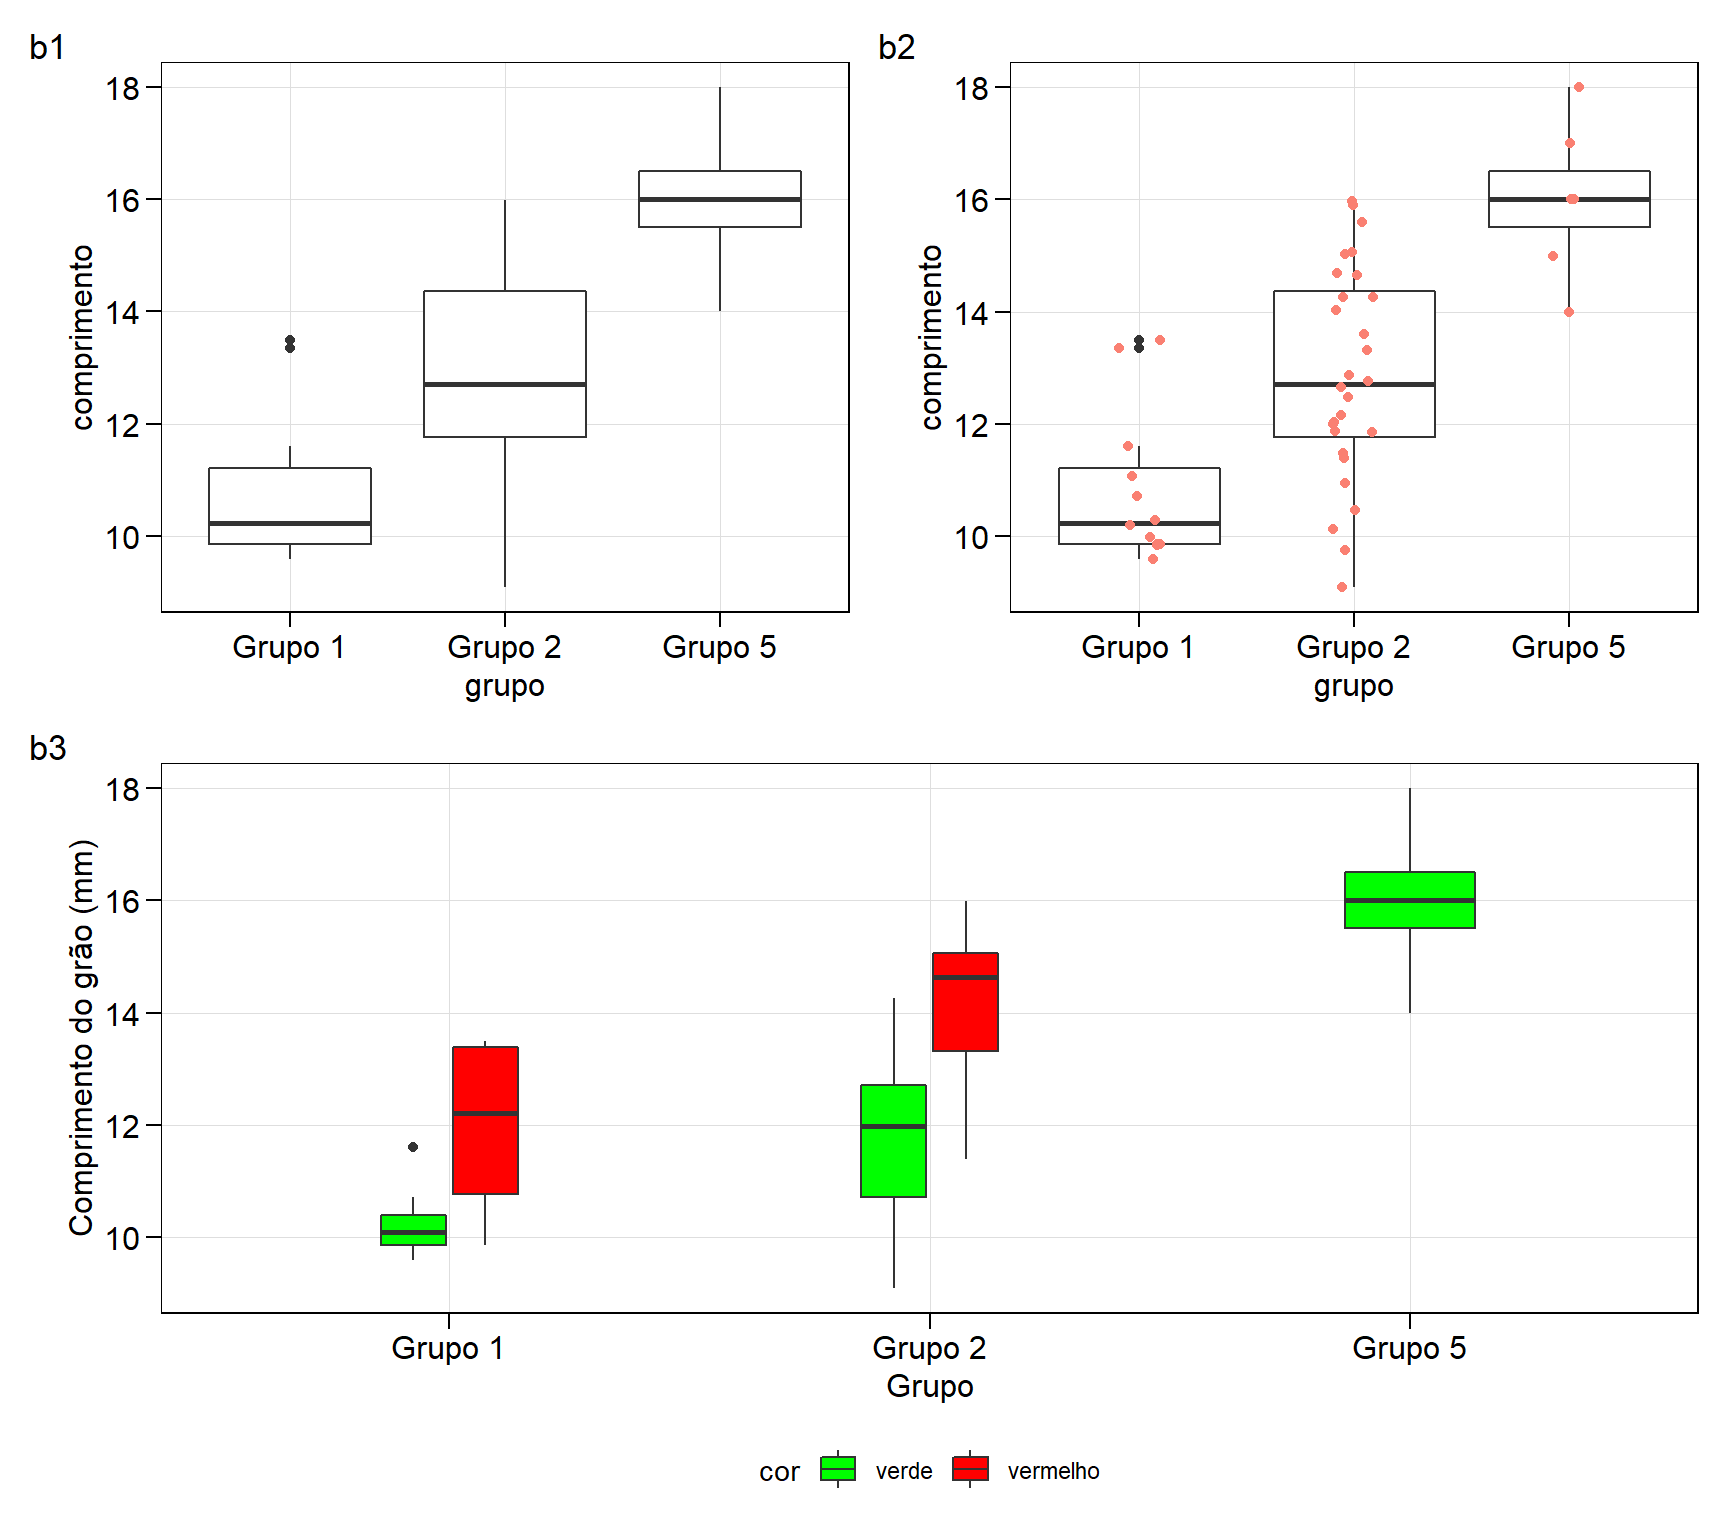 b1
18
16
14
12
10
comprimento
Grupo 1 Grupo 2 Grupo 5
grupo
b2
18
16
14
12
10
comprimento
Grupo 1 Grupo 2 Grupo 5
grupo
b3
18
16
14
12
10
Comprimento do grão (mm)
Grupo 1 Grupo 2 Grupo 5
Grupo
cor verde vermelho